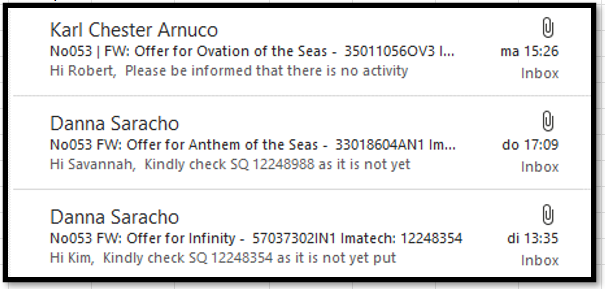 Karl Chester Arnuco
No053 | FW: Offer for Ovation of the Seas - 35011056OV3 I... ma 15:26
Hi Robert, Please be informed that there is no activity Inbox
Danna Saracho
No053 FW: Offer for Anthem of the Seas - 33018604AN1 Im... do 17:09
Hi Savannah, Kindly check SQ 12248988 as it is not yet Inbox
Danna Saracho
No053 FW: Offer for Infinity - 57037302IN1 Imatech: 12248354 di 13:35
Hi Kim, Kindly check SQ 12248354 as it is not yet put Inbox